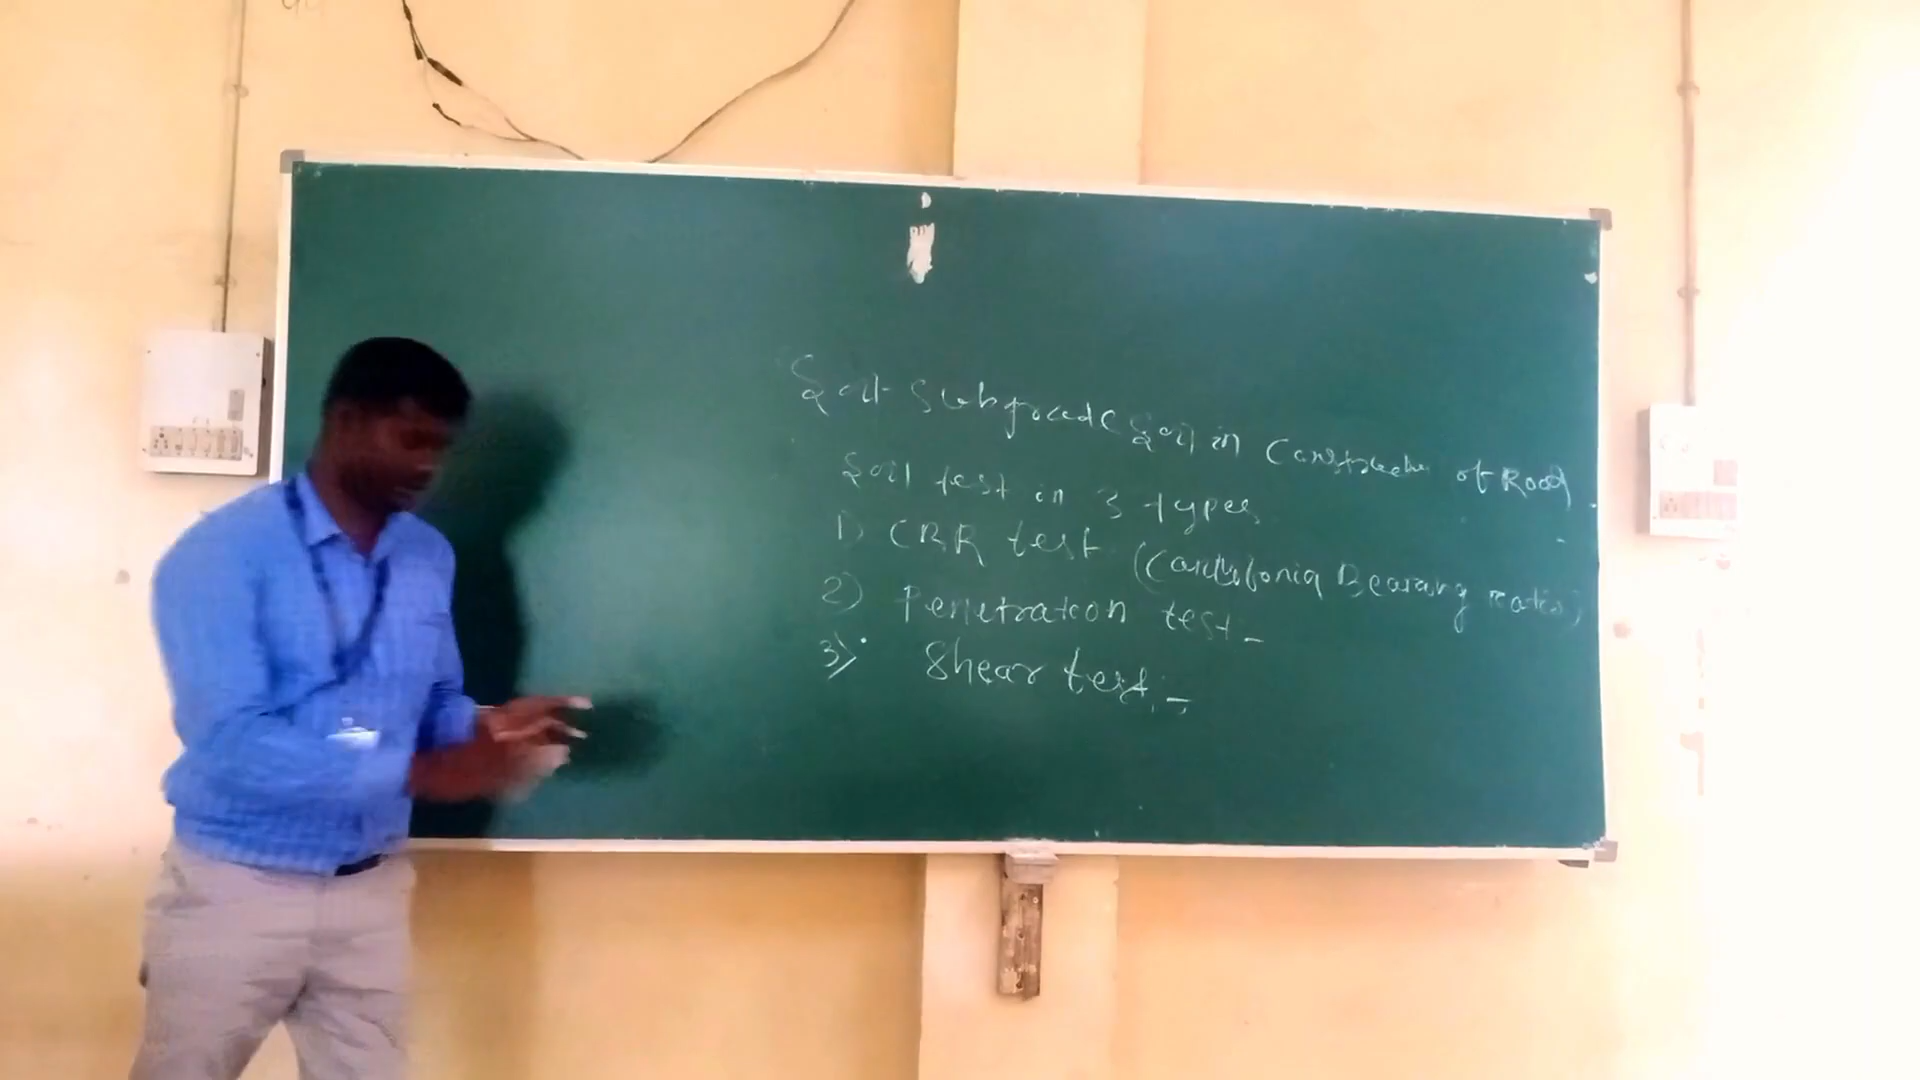 Soil Subgrade Soil in Construction of Road
Soil test in 3 types
1) CBR test (Califonia Bearing ratio)
2) Penetration test -
3) Shear test : -